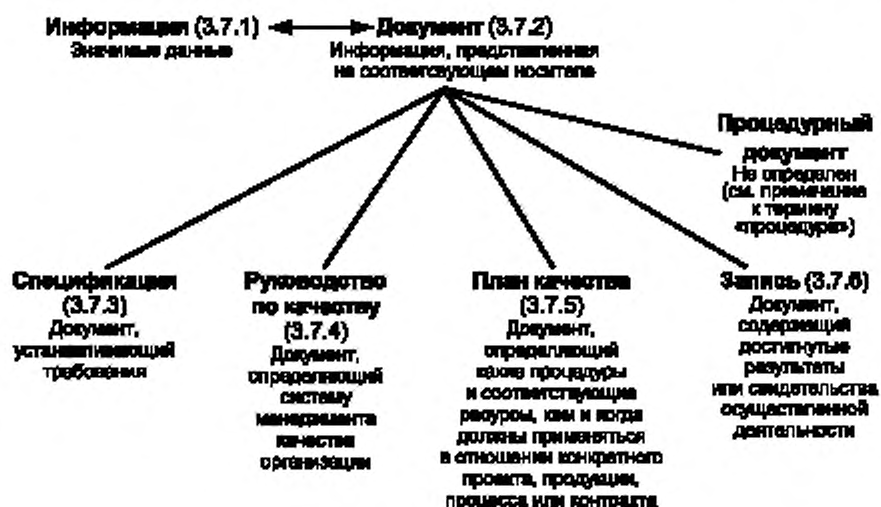 Информация (3.7.1)
Значимые данные
Документ (3.7.2)
Информация, представленная
на соответсвующем носителе
Процедурный
документ
Не определен
(см. примечание
к термину
«процедура»)
Спецификация
(3.7.3)
Документ,
устанавливающий
требования
Руководство
по качеству
(3.7.4)
Документ,
определяющий
систему
менеджмента
качества
организации
План качества
(3.7.5)
Документ,
определяющий
какие процедуры
и соответствующие
ресурсы, кем и когда
должны применяться
в отношении конкретного
проекта, продукции,
процесса или контракта
Запись (3.7.6)
Документ,
содержащий
достигнутые
результаты
или свидетельства
осуществленной
деятельности